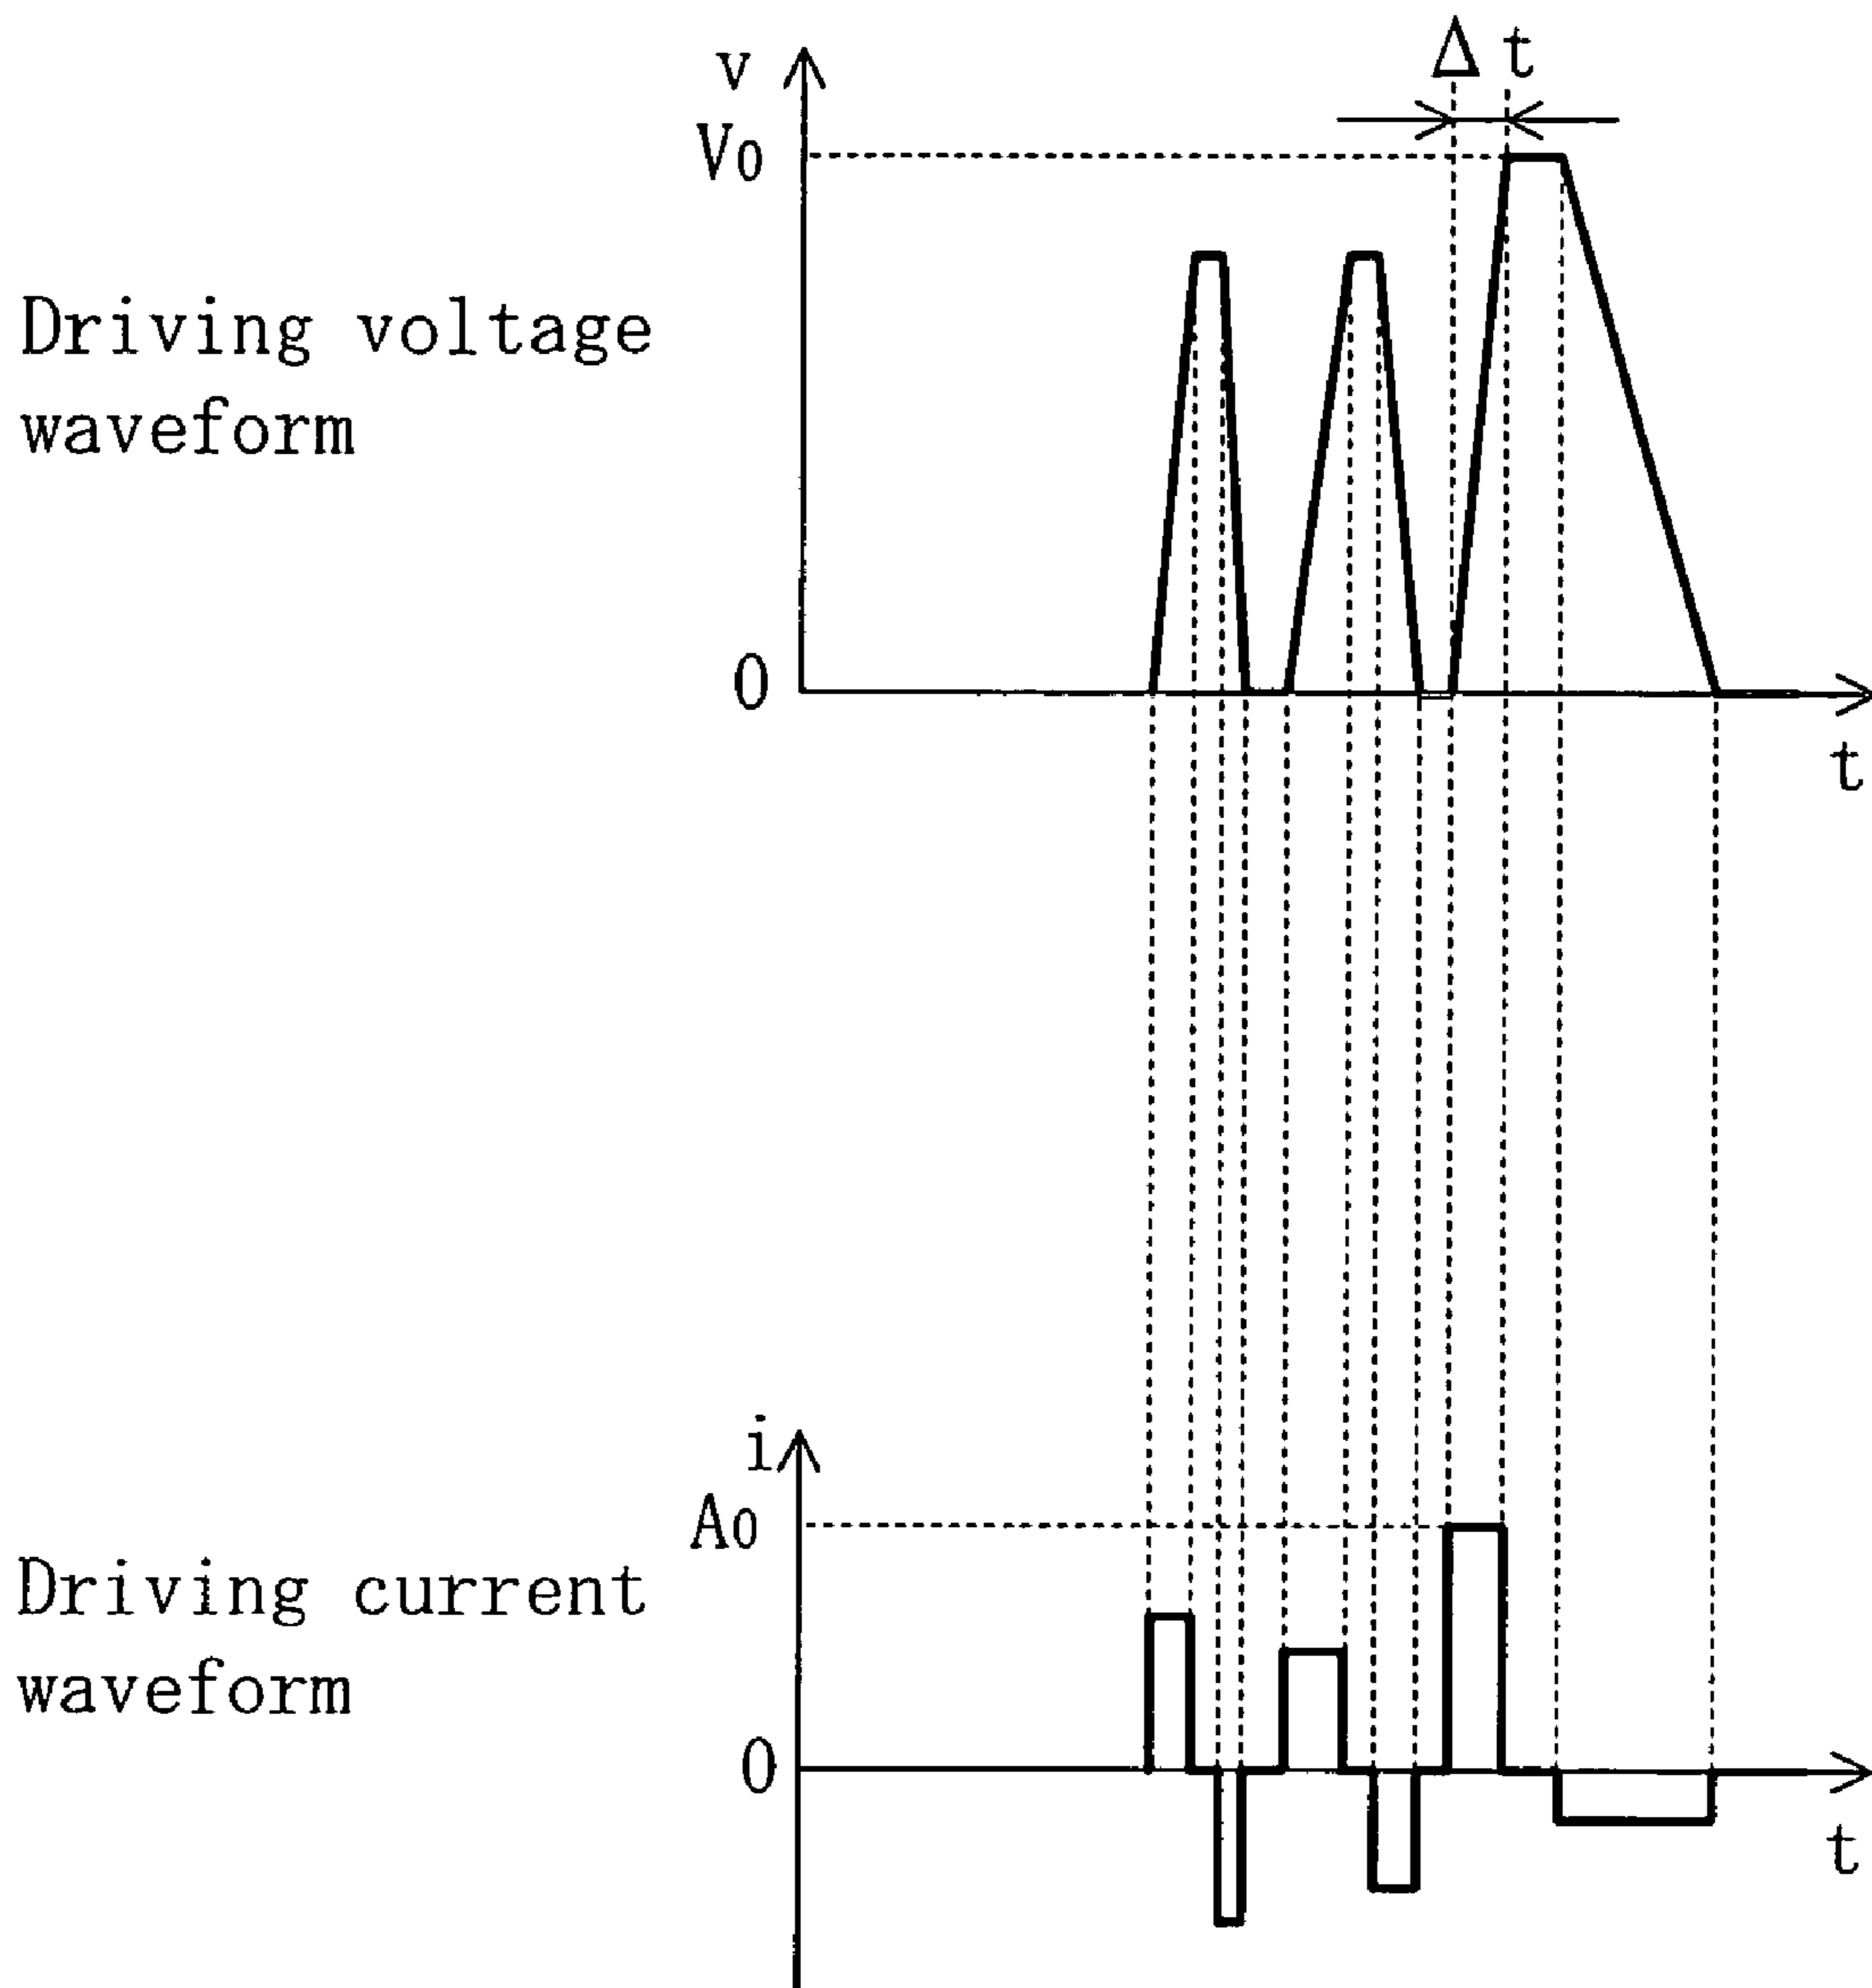 Δt
v
V0
Driving voltage
waveform
0
t
i
A0
Driving current
waveform
0
t